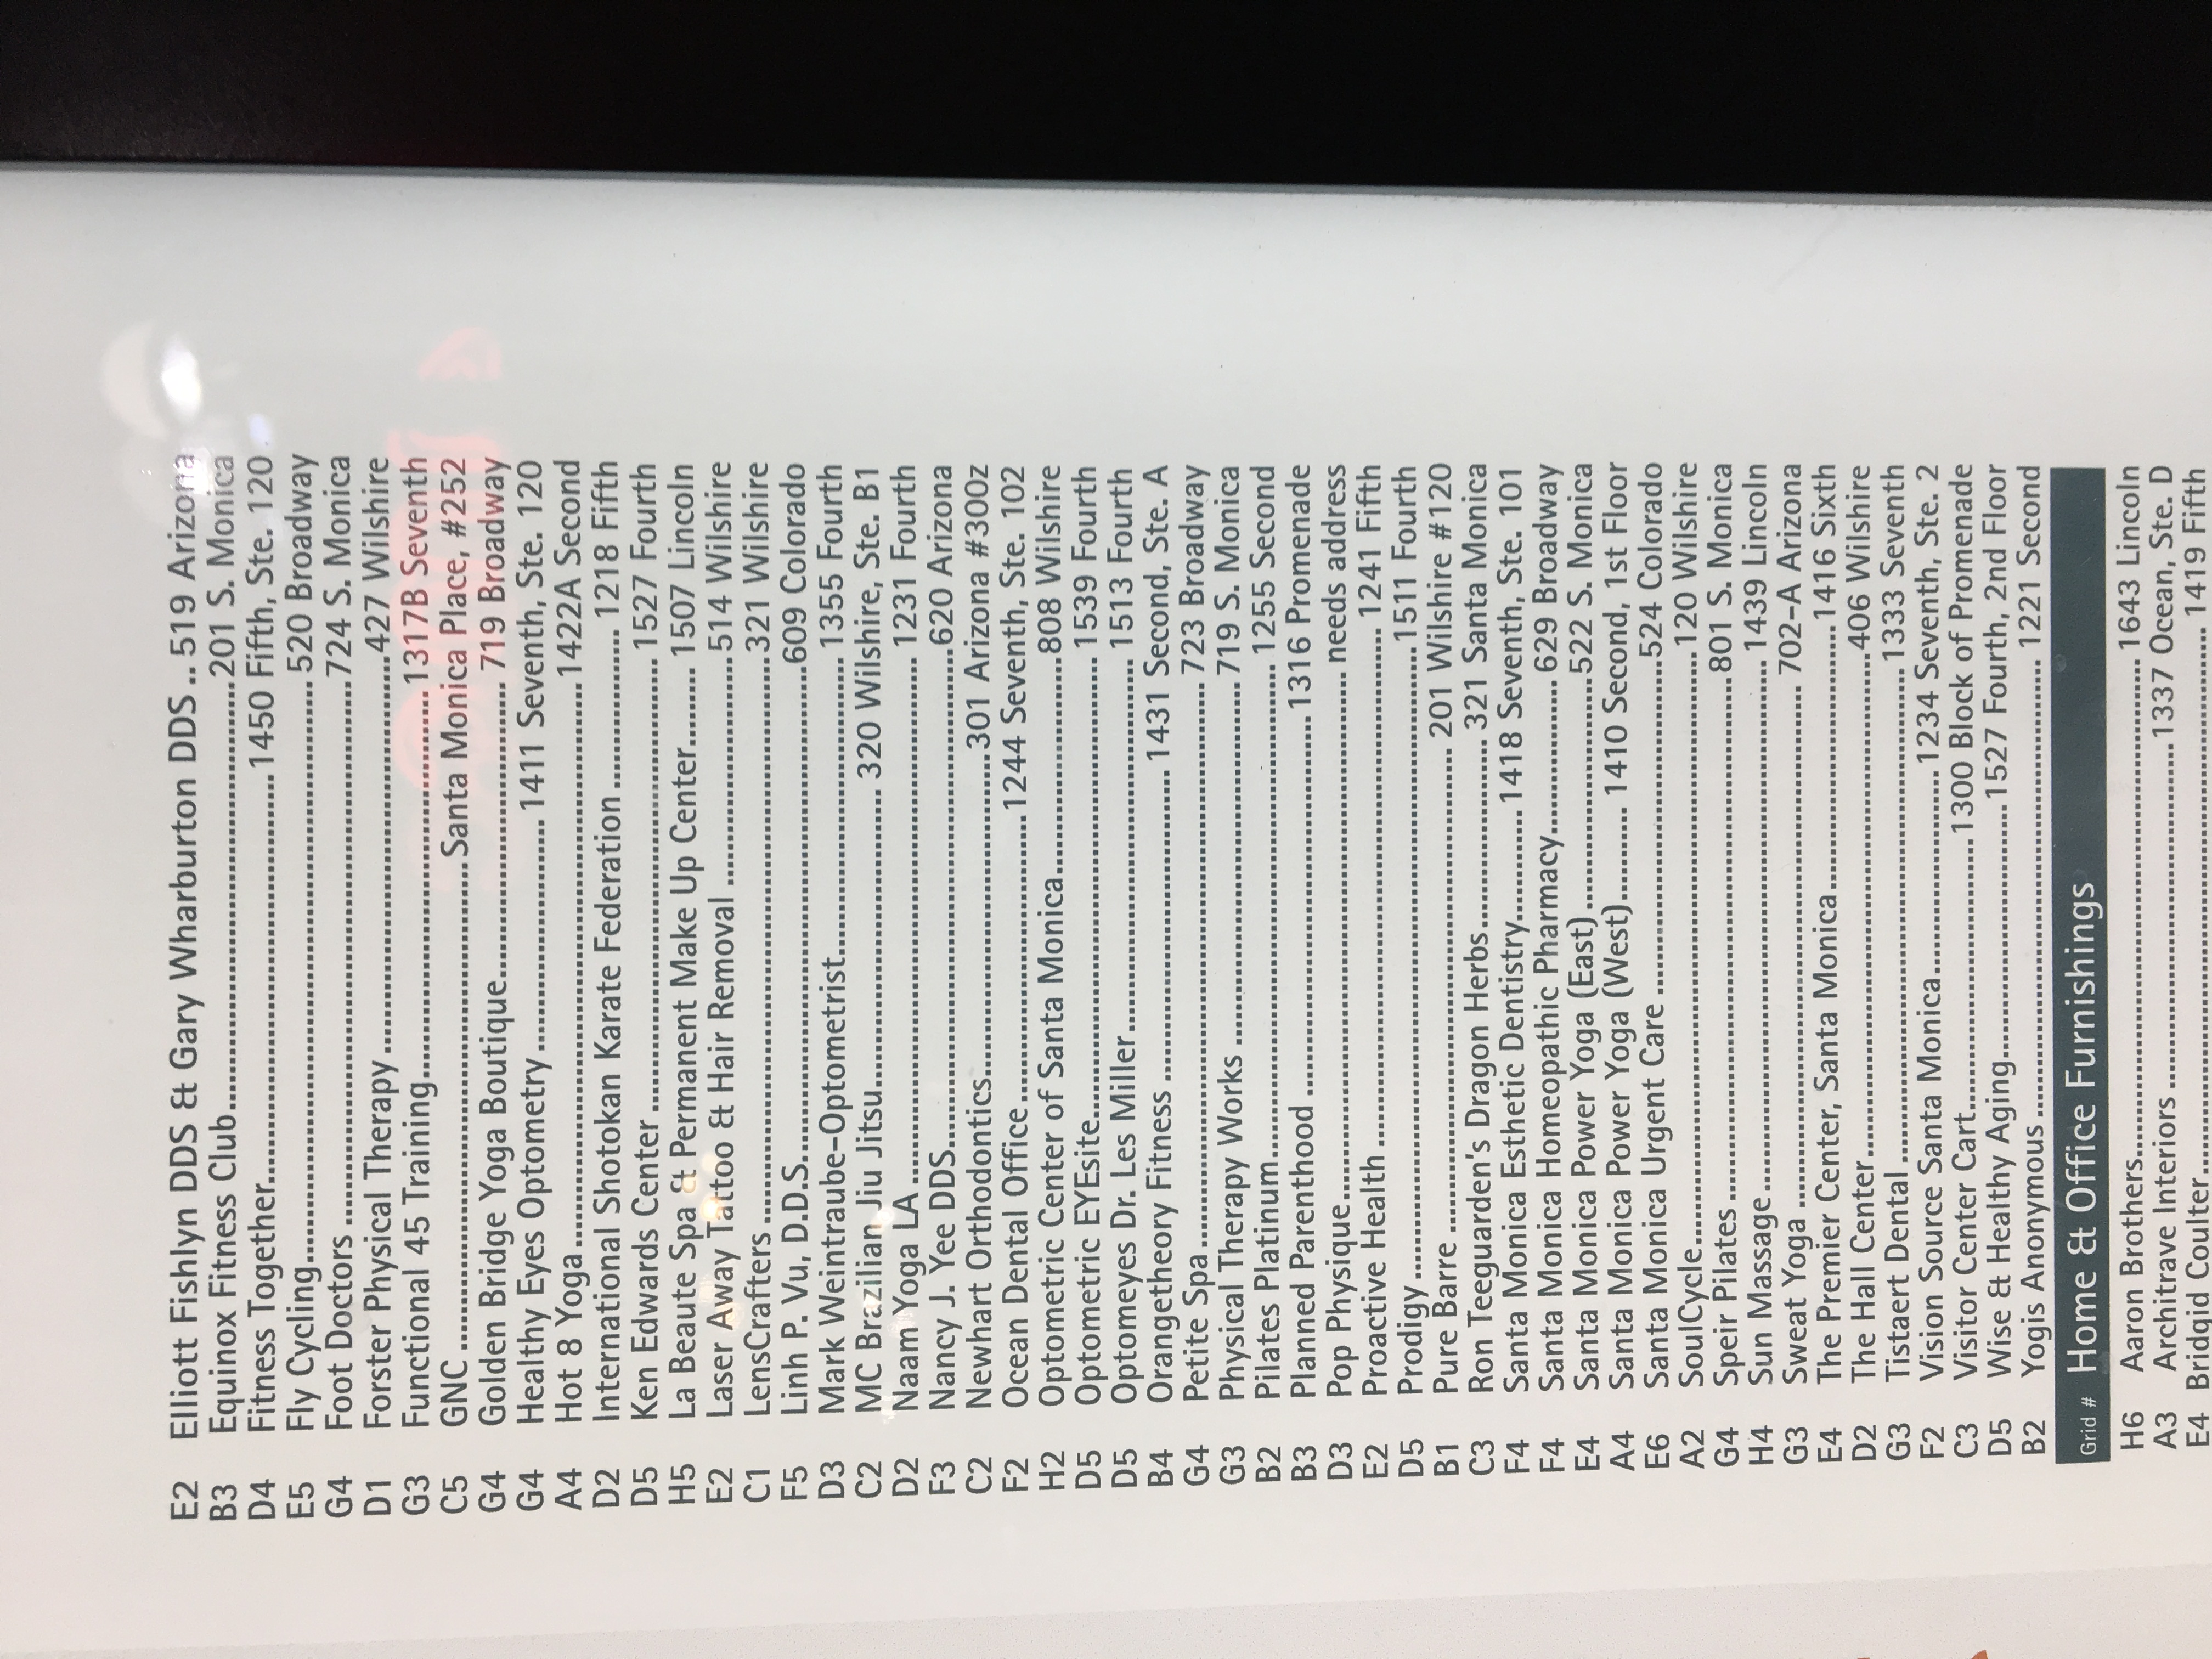 E2 Elliott Fishlyn DDS & Gary Wharburton DDS .. 519 Arizona
B3 Equinox Fitness Club ... 201 S. Monica
D4 Fitness Together ... 1450 Fifth, Ste. 120
E5 Fly Cycling ... 520 Broadway
G4 Foot Doctors ... 724 S. Monica
D1 Forster Physical Therapy ... 427 Wilshire
G3 Functional 45 Training ... 1317B Seventh
C5 GNC ... Santa Monica Place, #252
G4 Golden Bridge Yoga Boutique ... 719 Broadway
G4 Healthy Eyes Optometry ... 1411 Seventh, Ste. 120
A4 Hot 8 Yoga ... 1422A Second
D2 International Shotokan Karate Federation ... 1218 Fifth
D5 Ken Edwards Center ... 1527 Fourth
H5 La Beaute Spa & Permanent Make Up Center ... 1507 Lincoln
E2 Laser Away Tattoo & Hair Removal ... 514 Wilshire
C1 LensCrafters ... 321 Wilshire
F5 Linh P. Vu, D.D.S. ... 609 Colorado
D3 Mark Weintraube-Optometrist ... 1355 Fourth
C2 MC Brazilian Jiu Jitsu ... 320 Wilshire, Ste. B1
D2 Naam Yoga LA ... 1231 Fourth
F3 Nancy J. Yee DDS ... 620 Arizona
C2 Newhart Orthodontics ... 301 Arizona #300z
F2 Ocean Dental Office ... 1244 Seventh, Ste. 102
H2 Optometric Center of Santa Monica ... 808 Wilshire
D5 Optometric EYEsite ... 1539 Fourth
D5 Optomeyes Dr. Les Miller ... 1513 Fourth
B4 Orangetheory Fitness ... 1431 Second, Ste. A
G4 Petite Spa ... 723 Broadway
G3 Physical Therapy Works ... 719 S. Monica
B2 Pilates Platinum ... 1255 Second
B3 Planned Parenthood ... 1316 Promenade
D3 Pop Physique ... needs address
E2 Proactive Health ... 1241 Fifth
D5 Prodigy ... 1511 Fourth
B1 Pure Barre ... 201 Wilshire #120
C3 Ron Teeguarden's Dragon Herbs ... 321 Santa Monica
F4 Santa Monica Esthetic Dentistry ... 1418 Seventh, Ste. 101
F4 Santa Monica Homeopathic Pharmacy ... 629 Broadway
E4 Santa Monica Power Yoga (East) ... 522 S. Monica
A4 Santa Monica Power Yoga (West) ... 1410 Second, 1st Floor
E6 Santa Monica Urgent Care ... 524 Colorado
A2 SoulCycle ... 120 Wilshire
G4 Speir Pilates ... 801 S. Monica
H4 Sun Massage ... 1439 Lincoln
G3 Sweat Yoga ... 702-A Arizona
E4 The Premier Center, Santa Monica ... 1416 Sixth
D2 The Hall Center ... 406 Wilshire
G3 Tistaert Dental ... 1333 Seventh
F2 Vision Source Santa Monica ... 1234 Seventh, Ste. 2
C3 Visitor Center Cart ... 1300 Block of Promenade
D5 Wise & Healthy Aging ... 1527 Fourth, 2nd Floor
B2 Yogis Anonymous ... 1221 Second
Grid # Home & Office Furnishings
H6 Aaron Brothers ... 1643 Lincoln
A3 Architrave Interiors ... 1337 Ocean, Ste. D
E4 Bridgid Coulter ... 1419 Fifth